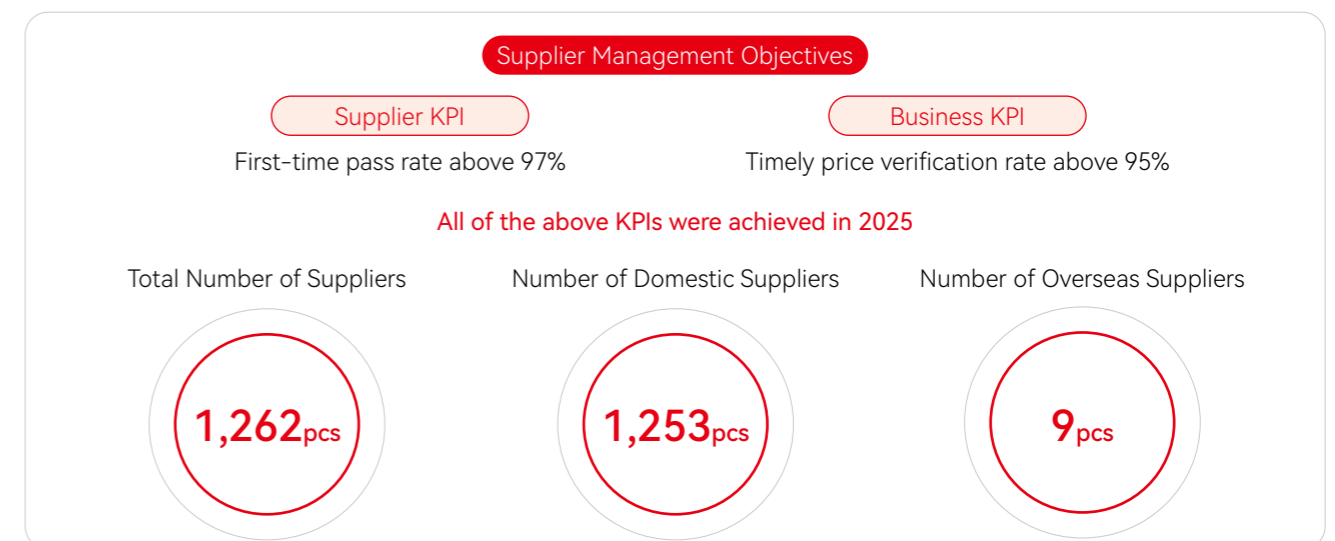 Supplier Management Objectives
Supplier KPI
Business KPI
First-time pass rate above 97%
Timely price verification rate above 95%
All of the above KPIs were achieved in 2025
Total Number of Suppliers
Number of Domestic Suppliers
Number of Overseas Suppliers
1,262pcs
1,253pcs
9pcs